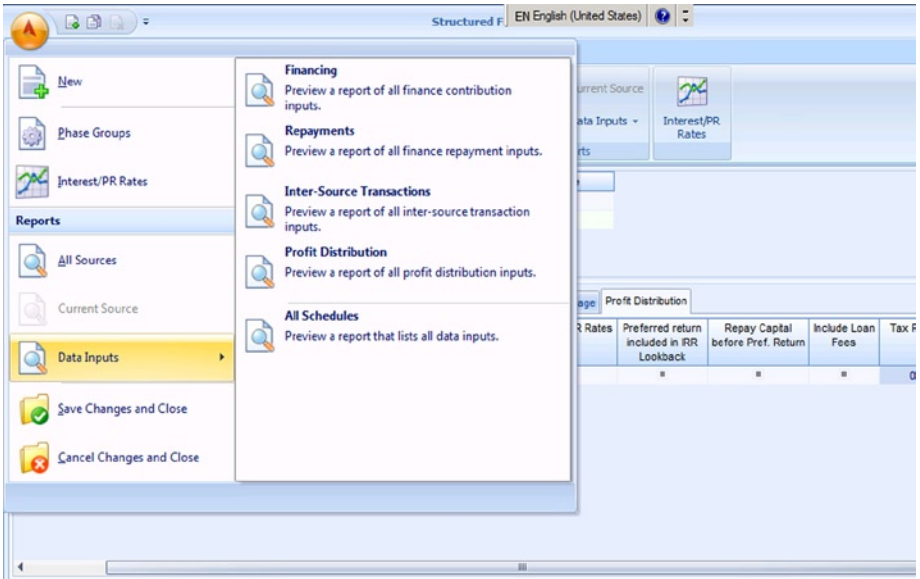 Structured F
EN English (United States)
New
Phase Groups
Interest/PR Rates
Reports
All Sources
Current Source
Data Inputs
Save Changes and Close
Cancel Changes and Close
Financing
Preview a report of all finance contribution
inputs.
Repayments
Preview a report of all finance repayment inputs.
Inter-Source Transactions
Preview a report of all inter-source transaction
inputs.
Profit Distribution
Preview a report of all profit distribution inputs.
All Schedules
Preview a report that lists all data inputs.
urrent Source
ata Inputs
rts
Interest/PR
Rates
age
Profit Distribution
R Rates
Preferred return
included in IRR
Lookback
Repay Capital
before Pref. Return
Include Loan
Fees
Tax R